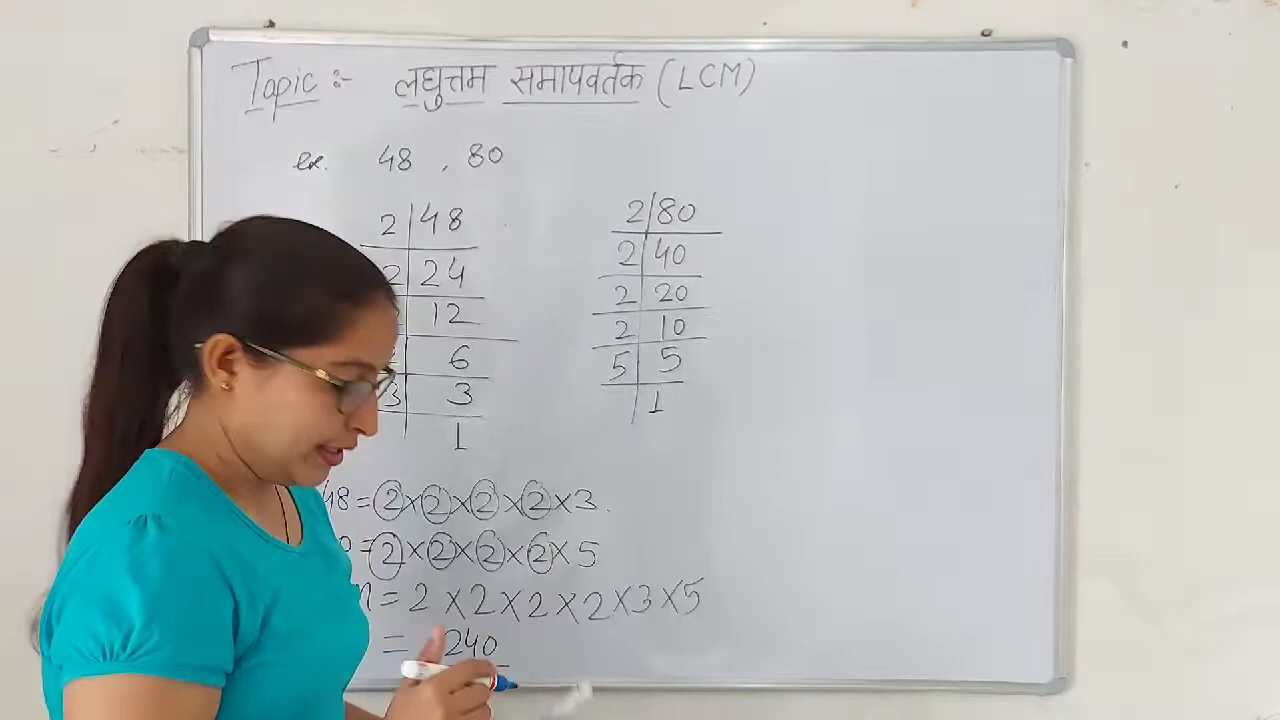 Topic :- लघुत्तम समापवर्तक (LCM)
ex. 48 , 80
2 | 48
2 | 24
12
6
3 | 3
1
2 | 80
2 | 40
2 | 20
2 | 10
5 | 5
1
48 = 2 × 2 × 2 × 2 × 3.
0 = 2 × 2 × 2 × 2 × 5
= 2 × 2 × 2 × 2 × 3 × 5
= 240